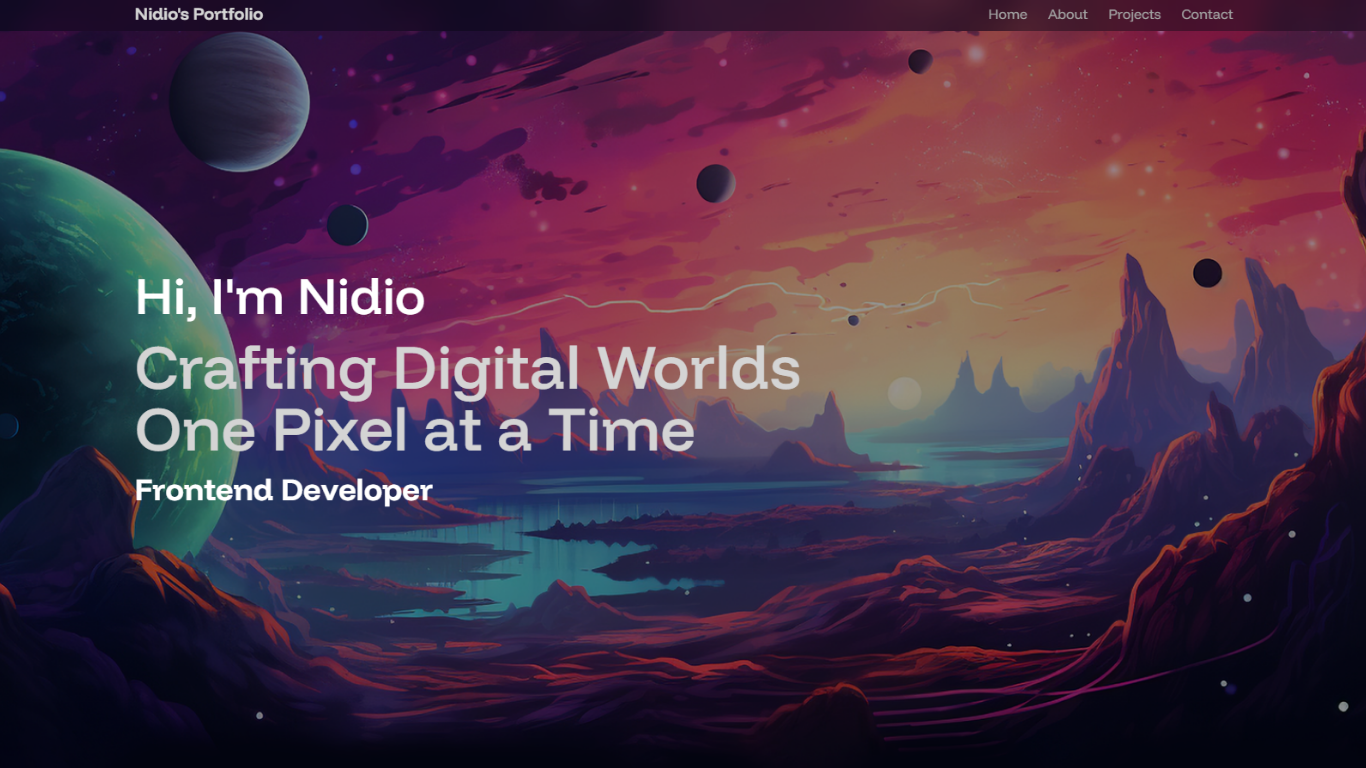 Nidio's Portfolio
Home About Projects Contact
Hi, I'm Nidio
Crafting Digital Worlds
One Pixel at a Time
Frontend Developer